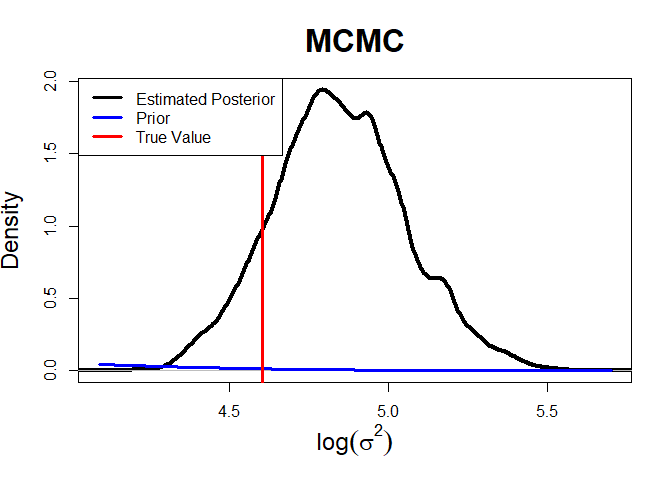 MCMC
Estimated Posterior
Prior
True Value
Density
2.0
1.5
1.0
0.5
0.0
4.5 5.0 5.5
log(σ²)